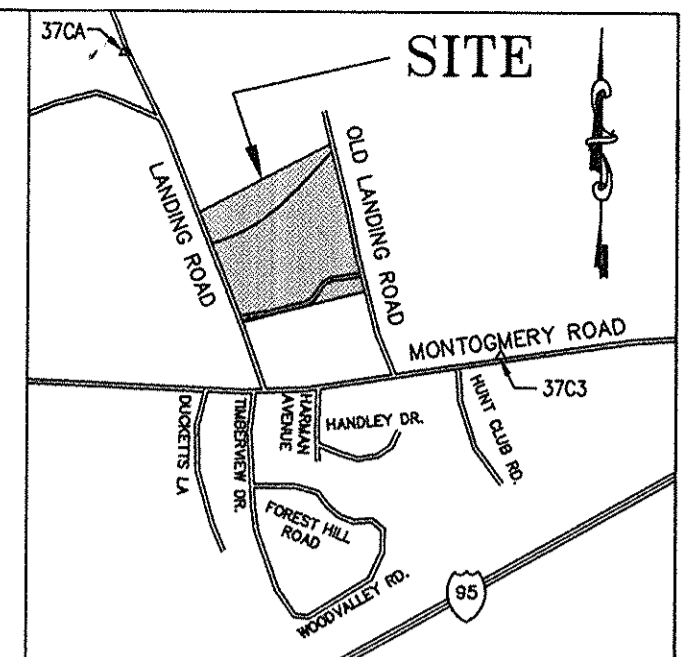 37CA
SITE
LANDING ROAD
OLD LANDING ROAD
MONTOGMERY ROAD
37C3
DUCKETTS LA
TIMBERVIEW DR.
HARMAN
AVENUE
HANDLEY DR.
HUNT CLUB RD.
FOREST HILL
ROAD
WOODVALLEY RD.
95